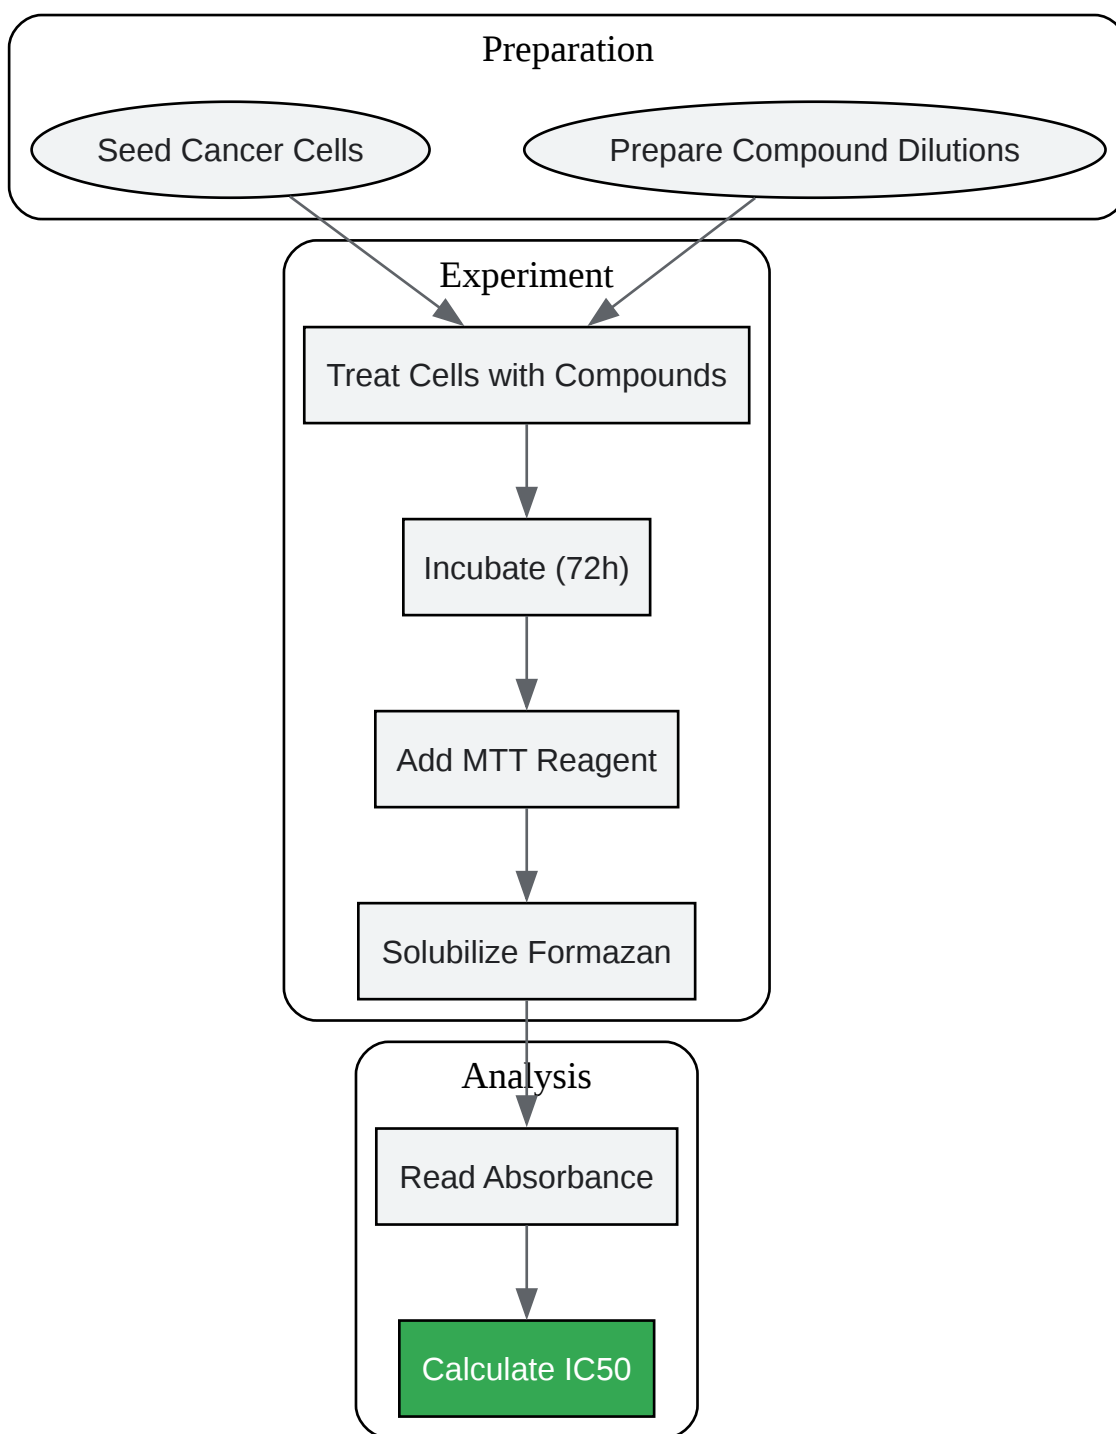 Preparation
Seed Cancer Cells
Prepare Compound Dilutions
Experiment
Treat Cells with Compounds
Incubate (72h)
Add MTT Reagent
Solubilize Formazan
Analysis
Read Absorbance
Calculate IC50